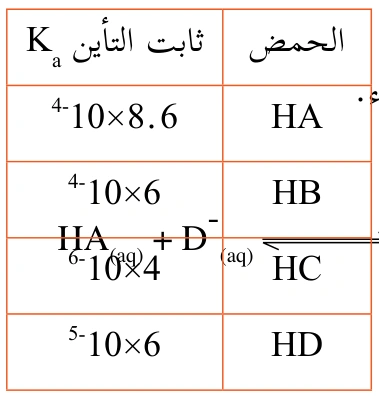 الحمض ثابت التأين Ka
HA 8.6×10-4
ء.
HB 6×10-4
HA(aq) + D-(aq) ⇌
HC 4×10-6
HD 6×10-5